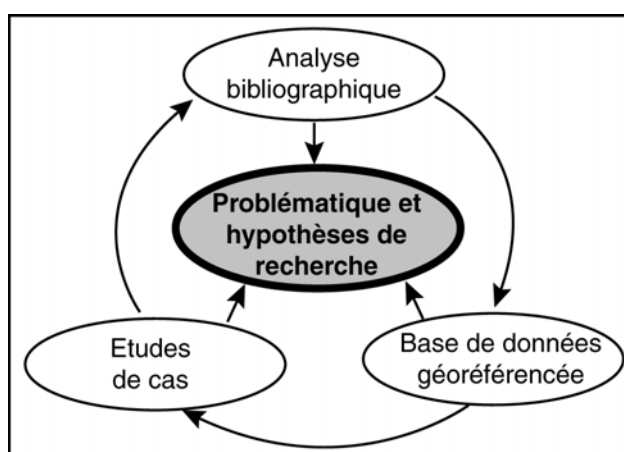 Analyse
bibliographique
Problématique et
hypothèses de
recherche
Etudes
de cas
Base de données
géoréférencée